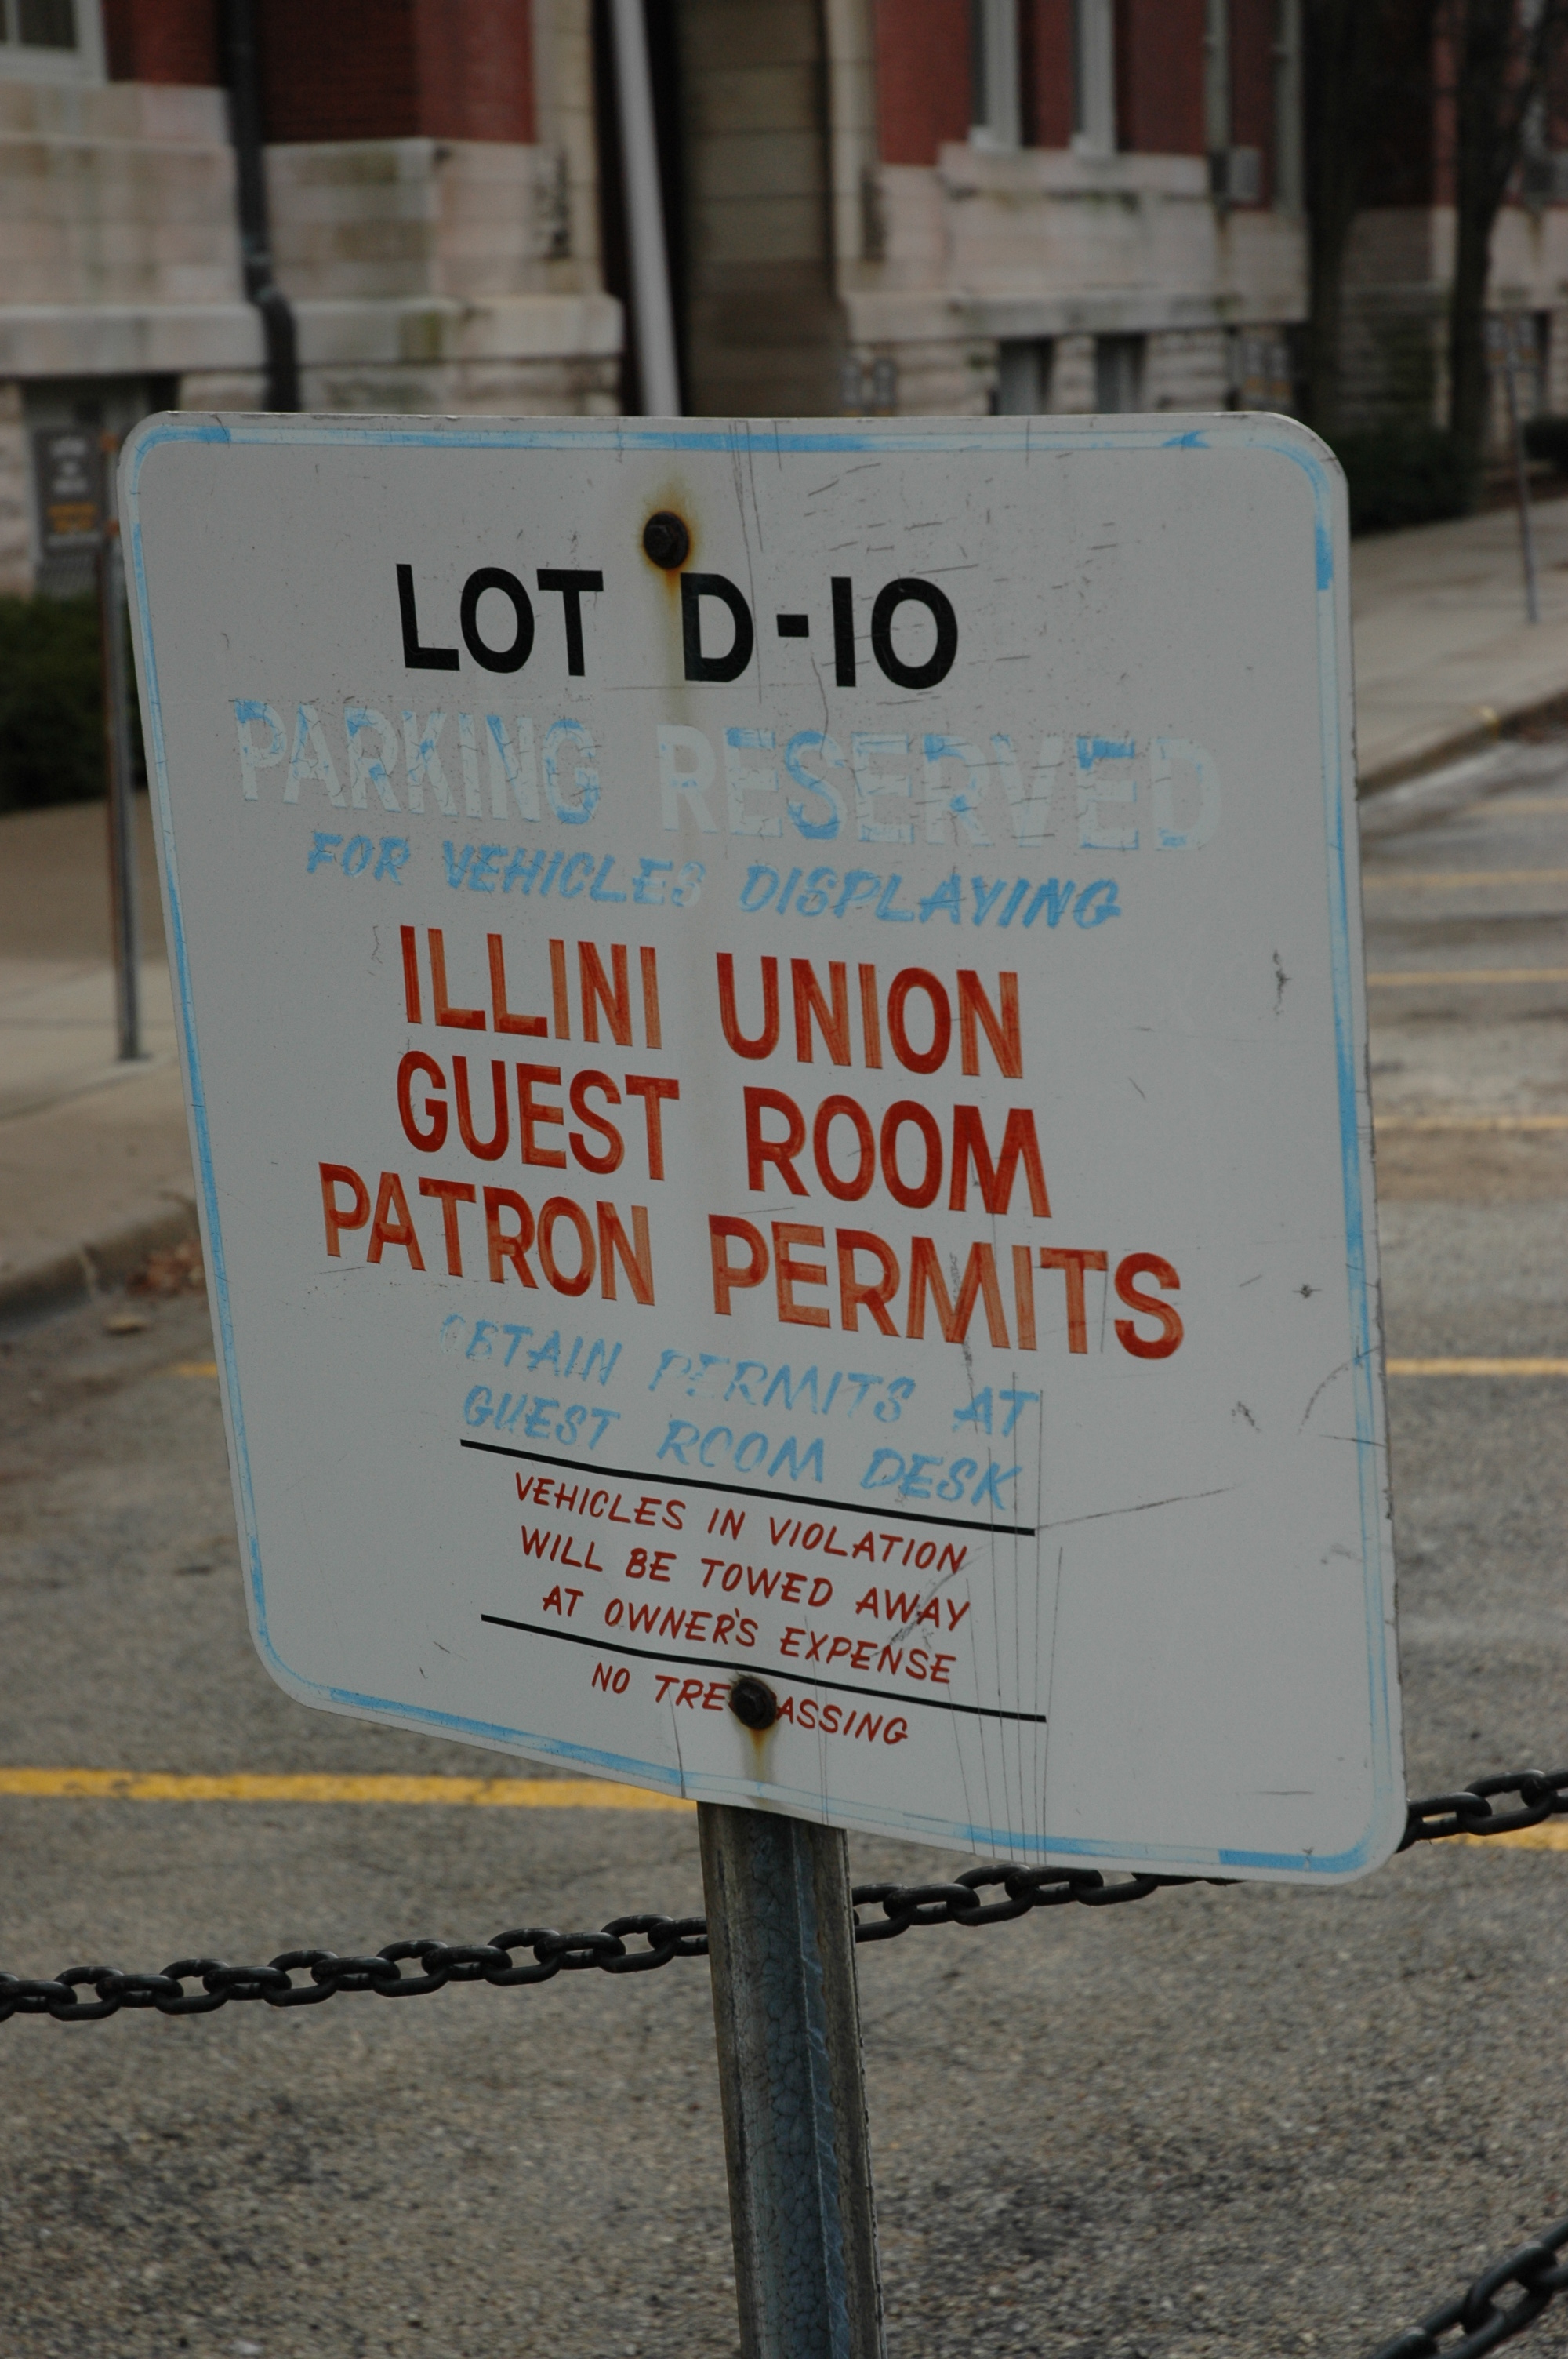 LOT D-10
PARKING RESERVED
FOR VEHICLES DISPLAYING
ILLINI UNION
GUEST ROOM
PATRON PERMITS
OBTAIN PERMITS AT
GUEST ROOM DESK
VEHICLES IN VIOLATION
WILL BE TOWED AWAY
AT OWNER'S EXPENSE
NO TRESPASSING